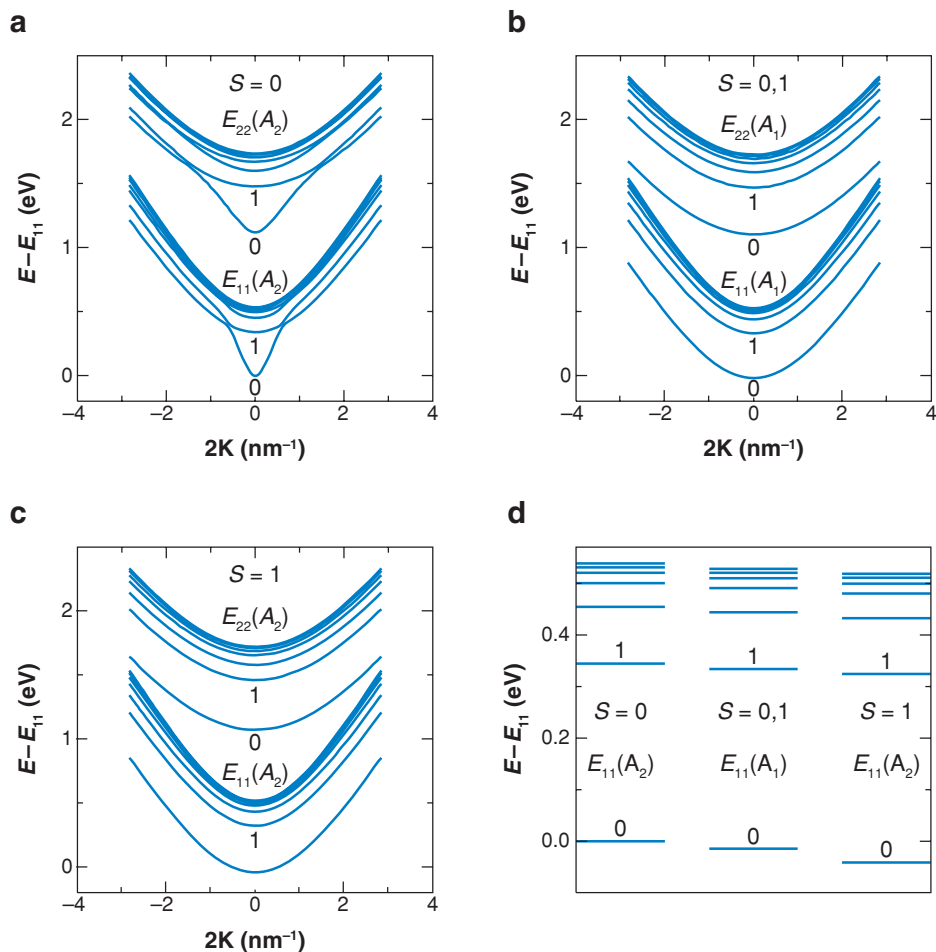 a
S = 0
E₂₂(A₂)
1
0
E₁₁(A₂)
1
0
2
1
0
E–E₁₁ (eV)
–4
–2
0
2
4
2K (nm⁻¹)
b
S = 0,1
E₂₂(A₁)
1
0
E₁₁(A₁)
1
0
2
1
0
E–E₁₁ (eV)
–4
–2
0
2
4
2K (nm⁻¹)
c
S = 1
E₂₂(A₂)
1
0
E₁₁(A₂)
1
0
2
1
0
E–E₁₁ (eV)
–4
–2
0
2
4
2K (nm⁻¹)
d
0.4
0.2
0.0
E–E₁₁ (eV)
1
1
1
S = 0
S = 0,1
S = 1
E₁₁(A₂)
E₁₁(A₁)
E₁₁(A₂)
0
0
0